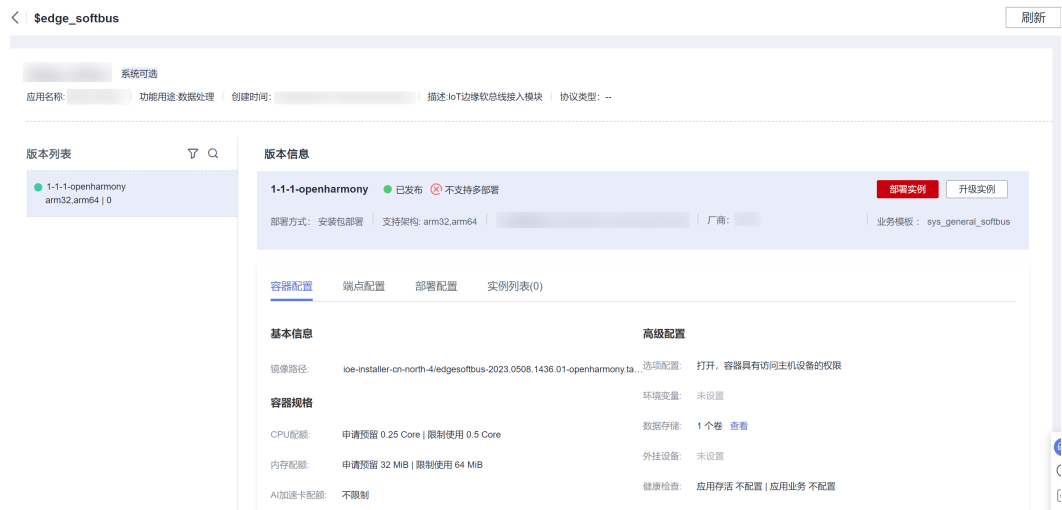 $edge_softbus
刷新
系统可选
应用名称:
功能用途:数据处理
创建时间:
描述:IoT边缘软总线接入模块
协议类型: --
版本列表
1-1-1-openharmony
arm32,arm64 | 0
版本信息
1-1-1-openharmony 已发布 不支持多部署
部署实例
升级实例
部署方式: 安装包部署
支持架构: arm32,arm64
厂商:
业务模板: sys_general_softbus
容器配置
端点配置
部署配置
实例列表(0)
基本信息
镜像路径: ioe-installer-cn-north-4/edgesoftbus-2023.0508.1436.01-openharmony.ta...
容器规格
CPU配额: 申请预留 0.25 Core | 限制使用 0.5 Core
内存配额: 申请预留 32 MiB | 限制使用 64 MiB
AI加速卡配额: 不限制
高级配置
选项配置: 打开，容器具有访问主机设备的权限
环境变量: 未设置
数据存储: 1 个卷 查看
外挂设备: 未设置
健康检查: 应用存活 不配置 | 应用业务 不配置